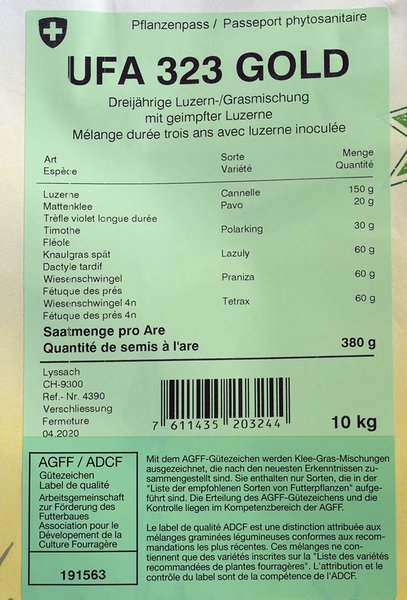 Pflanzenpass / Passeport phytosanitaire
UFA 323 GOLD
Dreijährige Luzern-/Grasmischung
mit geimpfter Luzerne
Mélange durée trois ans avec luzerne inoculée
Art Sorte Menge
Espèce Variété Quantité
Luzerne Cannelle 150 g
Mattenklee Pavo 20 g
Trèfle violet longue durée
Timothe Polarking 30 g
Fléole
Knaulgras spät Lazuly 60 g
Dactyle tardif
Wiesenschwingel Praniza 60 g
Fétuque des prés
Wiesenschwingel 4n Tetrax 60 g
Fétuque des prés 4n
Saatmenge pro Are
Quantité de semis à l'are 380 g
Lyssach
CH-9300
Ref.- Nr. 4390
Verschliessung
Fermeture
04.2020
7 611435 203244
10 kg
AGFF / ADCF
Gütezeichen
Label de qualité
Arbeitsgemeinschaft
zur Förderung des
Futterbaues
Association pour le
Dévelopement de la
Culture Fourragère
191563
Mit dem AGFF-Gütezeichen werden Klee-Gras-Mischungen
ausgezeichnet, die nach den neuesten Erkenntnissen zu-
sammengestellt sind. Sie enthalten nur Sorten, die in der
"Liste der empfohlenen Sorten von Futterpflanzen" aufge-
führt sind. Die Erteilung des AGFF-Gütezeichens und die
Kontrolle liegen im Kompetenzbereich der AGFF.
Le label de qualité ADCF est une distinction attribuée aux
mélanges graminées légumineuses conformes aux recom-
mandations les plus récentes. Ces mélanges ne con-
tiennent que des variétés inscrites sur la "Liste des variétés
recommandées de plantes fourragères". L'attribution et le
contrôle du label sont de la compétence de l'ADCF.